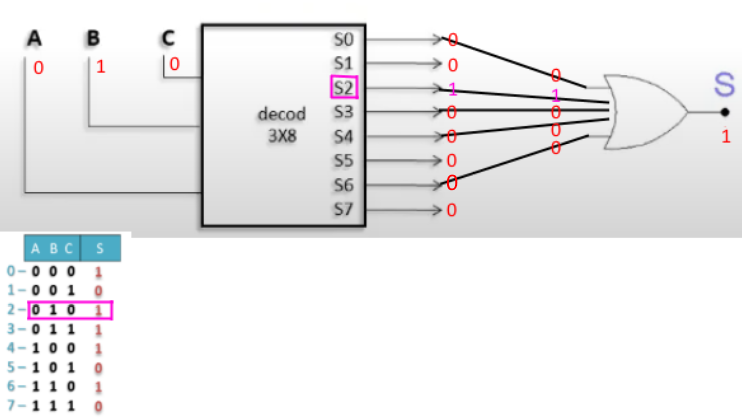 A B C
0 1 0
decod
3X8
S0 0 0
S1 0
S2 1 1
S3 0 0
S4 0 0
S5 0
S6 0 0
S7 0
S
1
A B C S
0- 0 0 0 1
1- 0 0 1 0
2- 0 1 0 1
3- 0 1 1 1
4- 1 0 0 1
5- 1 0 1 0
6- 1 1 0 1
7- 1 1 1 0